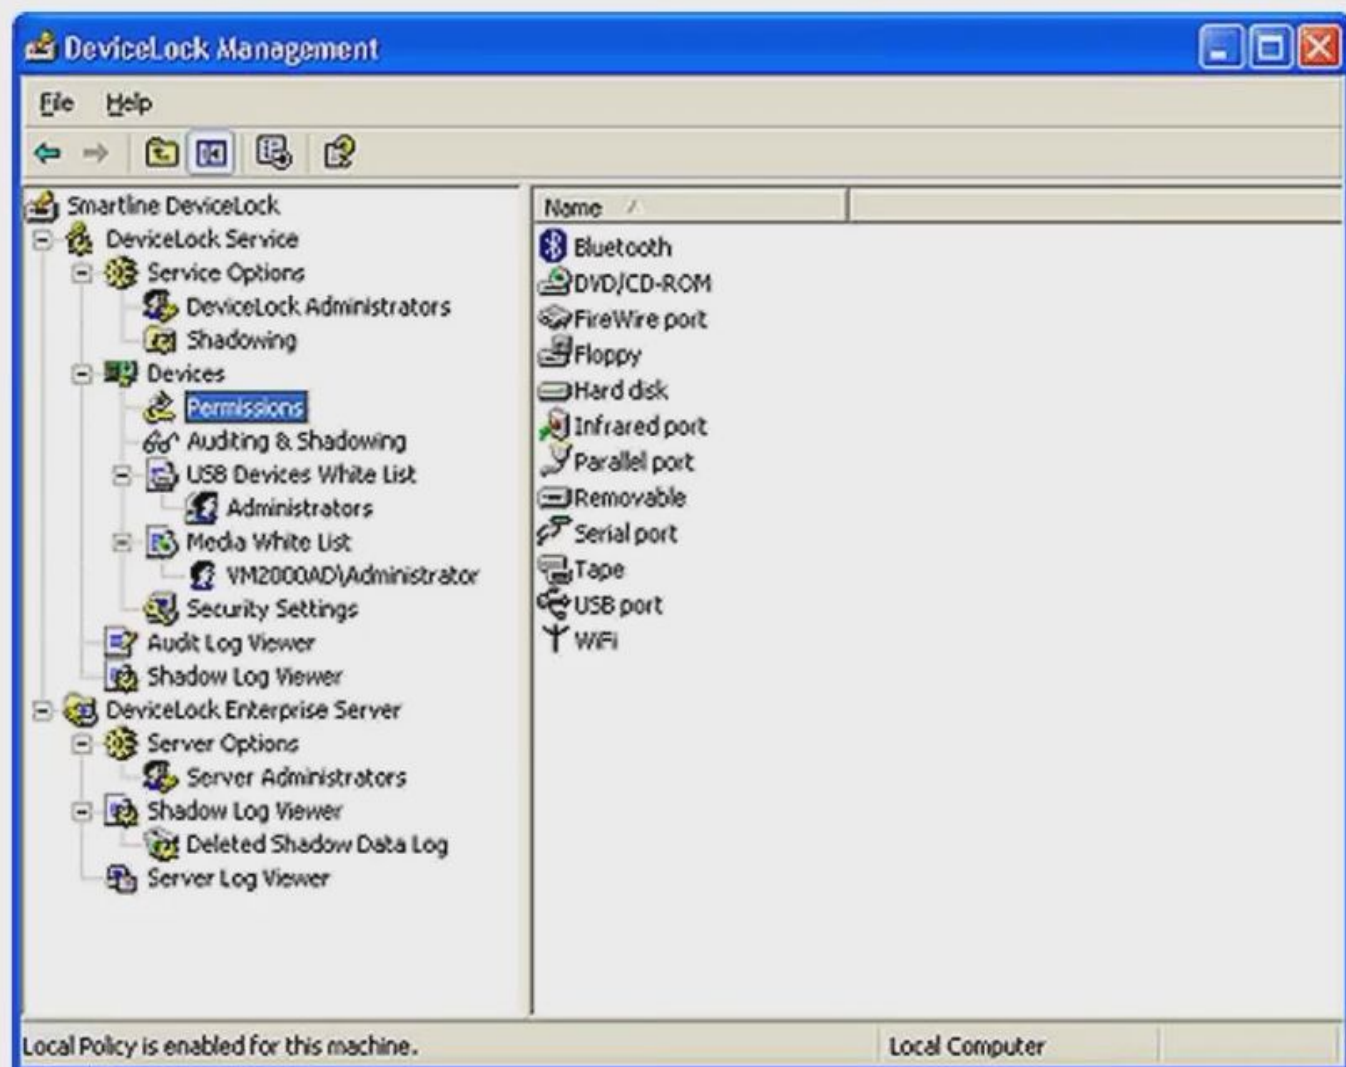 DeviceLock Management
File Help
Smartline DeviceLock
DeviceLock Service
Service Options
DeviceLock Administrators
Shadowing
Devices
Permissions
Auditing & Shadowing
USB Devices White List
Administrators
Media White List
VM2000AD\Administrator
Security Settings
Audit Log Viewer
Shadow Log Viewer
DeviceLock Enterprise Server
Server Options
Server Administrators
Shadow Log Viewer
Deleted Shadow Data Log
Server Log Viewer
Name
Bluetooth
DVD/CD-ROM
FireWire port
Floppy
Hard disk
Infrared port
Parallel port
Removable
Serial port
Tape
USB port
WiFi
Local Policy is enabled for this machine.
Local Computer